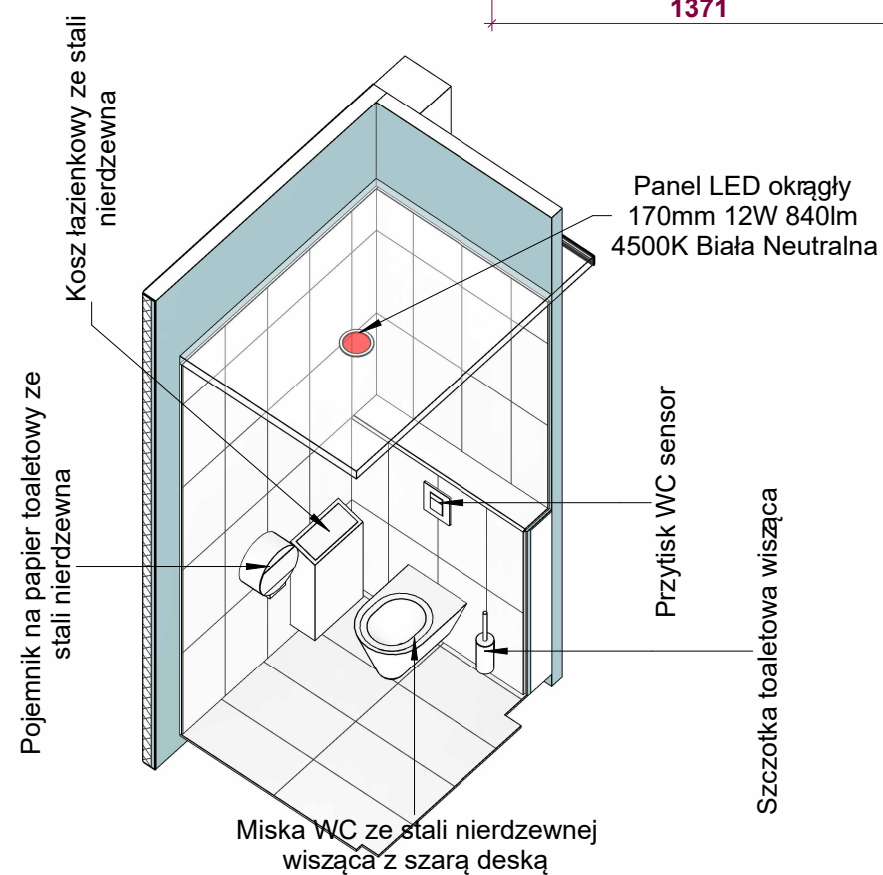 1371
Kosz łazienkowy ze stali
nierdzewna
Panel LED okrągły
170mm 12W 840lm
4500K Biała Neutralna
Pojemnik na papier toaletowy ze
stali nierdzewna
Przytisk WC sensor
Szczotka toaletowa wisząca
Miska WC ze stali nierdzewnej
wisząca z szarą deską